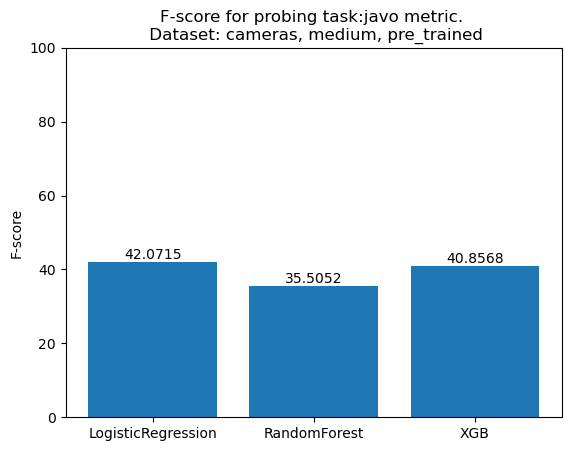 F-score for probing task:javo metric.
Dataset: cameras, medium, pre_trained
100
80
60
40
20
0
F-score
42.0715
35.5052
40.8568
LogisticRegression
RandomForest
XGB